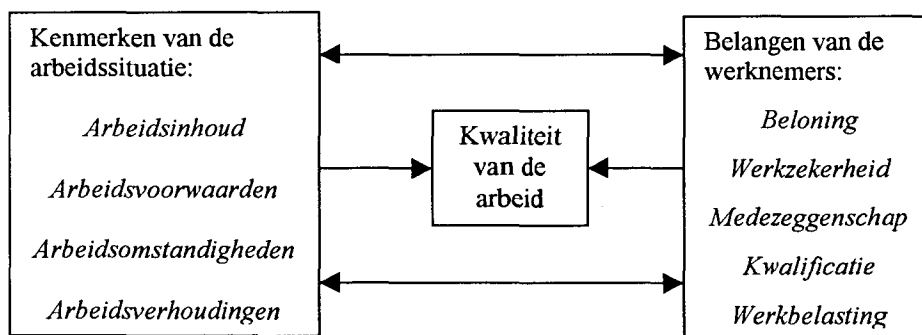 Kenmerken van de
arbeidssituatie:
Arbeidsinhoud
Arbeidsvoorwaarden
Arbeidsomstandigheden
Arbeidsverhoudingen
Kwaliteit
van de
arbeid
Belangen van de
werknemers:
Beloning
Werkzekerheid
Medezeggenschap
Kwalificatie
Werkbelasting